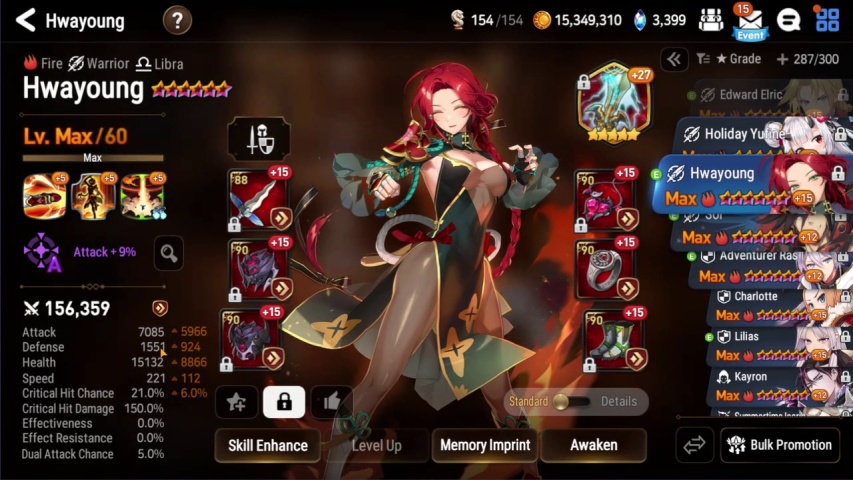 Hwayoung
?
154/154
15,349,310
3,399
15
Event
Fire Warrior Libra
Hwayoung
Lv. Max/60
Max
+5 +5 +5
A Attack + 9%
156,359
Attack 7085 5966
Defense 1551 924
Health 15132 8866
Speed 221 112
Critical Hit Chance 21.0% 6.0%
Critical Hit Damage 150.0%
Effectiveness 0.0%
Effect Resistance 0.0%
Dual Attack Chance 5.0%
88 +15
90 +15
90 +15
+27
90 +15
90 +15
90 +15
Standard Details
Skill Enhance
Level Up
Memory Imprint
Awaken
Grade
287/300
Edward Elric
Holiday Yufine
E Hwayoung
Max +15
Max +12
E Adventurer Ras
Max +12
Charlotte
Max +15
E Lilias
Max +15
Kayron
Max +12
Bulk Promotion